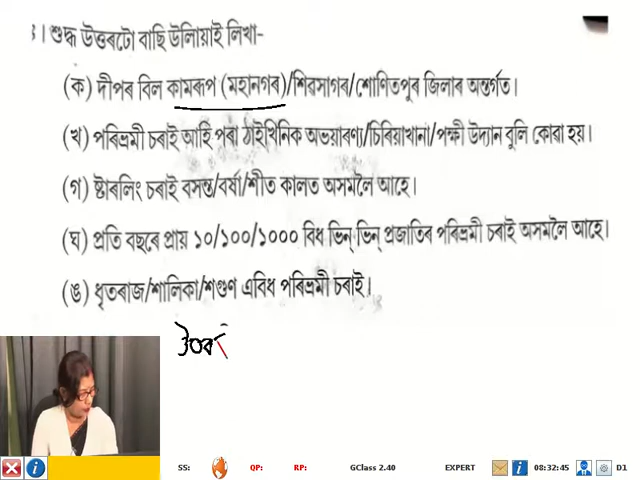 ৪। শুদ্ধ উত্তৰটো বাছি উলিয়াই লিখা-
(ক) দীপৰ বিল কামৰূপ (মহানগৰ)/শিৱসাগৰ/শোণিতপুৰ জিলাৰ অন্তৰ্গত।
(খ) পৰিভ্ৰমী চৰাই আহি পৰা ঠাইখিনিক অভয়াৰণ্য/চিৰিয়াখানা/পক্ষী উদ্যান বুলি কোৱা হয়।
(গ) ষ্টাৰলিং চৰাই বসন্ত/বৰ্ষা/শীত কালত অসমলৈ আহে।
(ঘ) প্ৰতি বছৰে প্ৰায় ১০/১০০/১০০০ বিধ ভিন্-ভিন্ প্ৰজাতিৰ পৰিভ্ৰমী চৰাই অসমলৈ আহে।
(ঙ) ধৃতৰাজ/শালিকা/শগুণ এবিধ পৰিভ্ৰমী চৰাই।
SS: QP: RP: GClass 2.40 EXPERT 08:32:45 D1